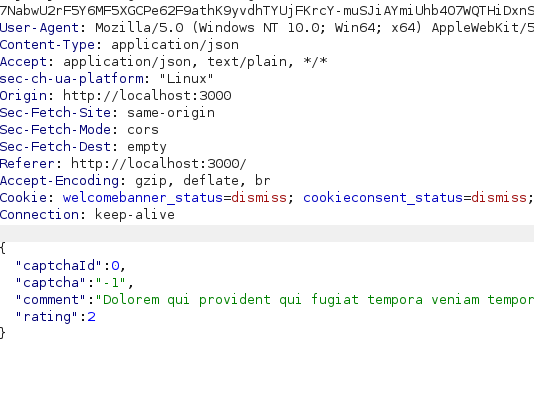 7NabwU2rF5Y6MF5XGCPe62F9athK9yvdhTYUjFKrcY-muSJiAYmiUhb4O7WQTHiDxnS
User-Agent: Mozilla/5.0 (Windows NT 10.0; Win64; x64) AppleWebKit/5
Content-Type: application/json
Accept: application/json, text/plain, */*
sec-ch-ua-platform: "Linux"
Origin: http://localhost:3000
Sec-Fetch-Site: same-origin
Sec-Fetch-Mode: cors
Sec-Fetch-Dest: empty
Referer: http://localhost:3000/
Accept-Encoding: gzip, deflate, br
Cookie: welcomebanner_status=dismiss; cookieconsent_status=dismiss;
Connection: keep-alive
{
"captchaId":0,
"captcha":"-1",
"comment":"Dolorem qui provident qui fugiat tempora veniam tempor
"rating":2
}